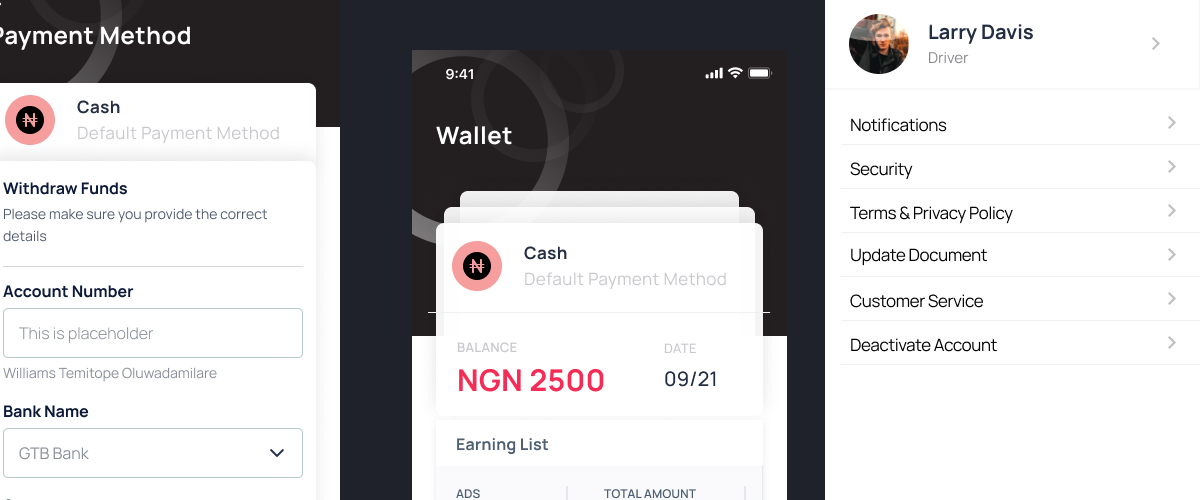 Payment Method
₦
Cash
Default Payment Method
Withdraw Funds
Please make sure you provide the correct
details
Account Number
This is placeholder
Williams Temitope Oluwadamilare
Bank Name
GTB Bank
9:41
Wallet
₦
Cash
Default Payment Method
BALANCE
DATE
NGN 2500
09/21
Earning List
ADS
TOTAL AMOUNT
Larry Davis
Driver
Notifications
Security
Terms & Privacy Policy
Update Document
Customer Service
Deactivate Account